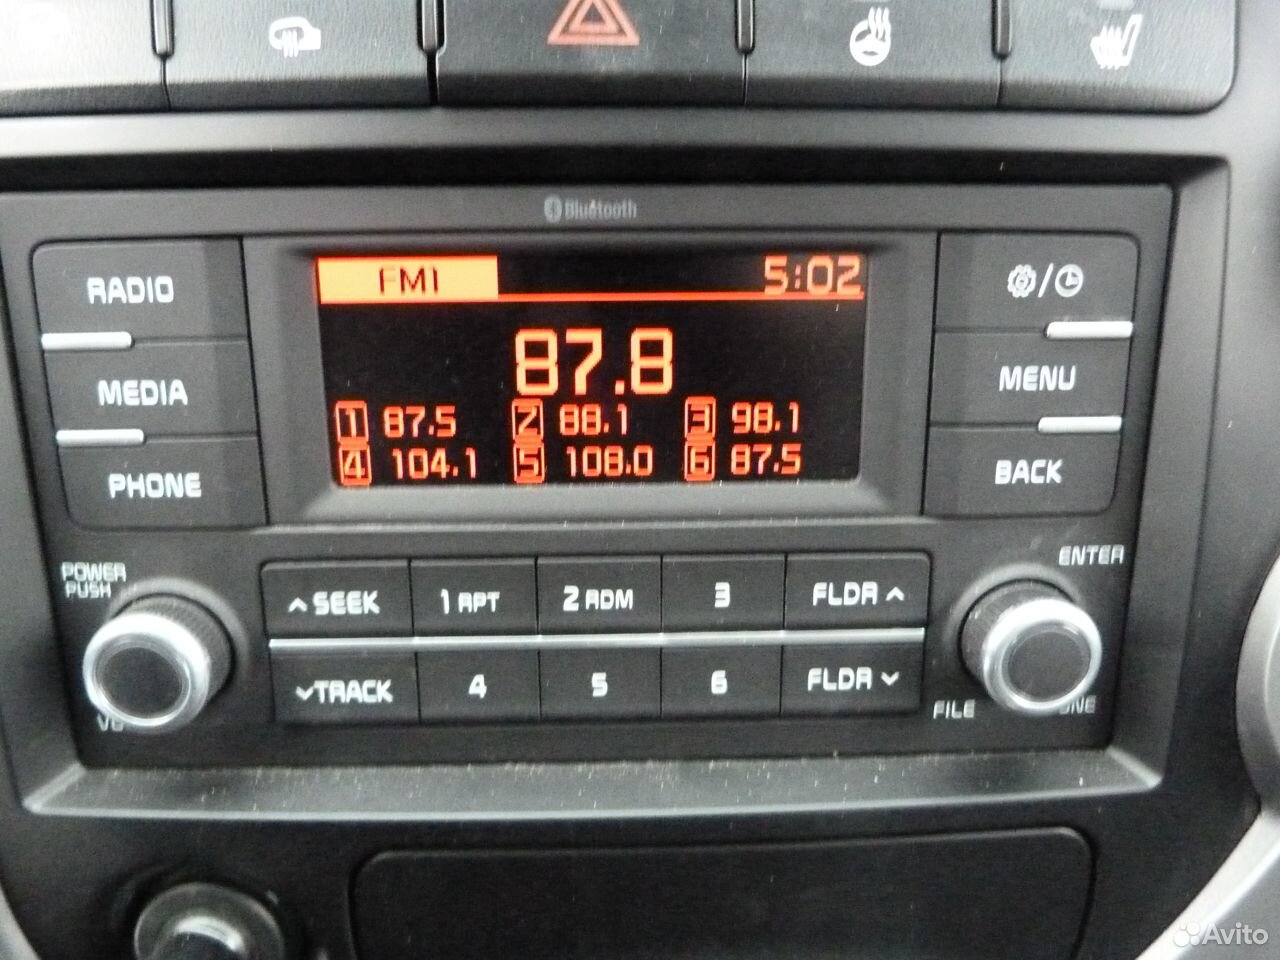 Bluetooth
RADIO
MEDIA
PHONE
FM1 5:02
87.8
1 87.5 2 88.1 3 98.1
4 104.1 5 108.0 6 87.5
MENU
BACK
POWER
PUSH
SEEK 1 RPT 2 RDM 3 FLDR
TRACK 4 5 6 FLDR
ENTER
FILE
Avito